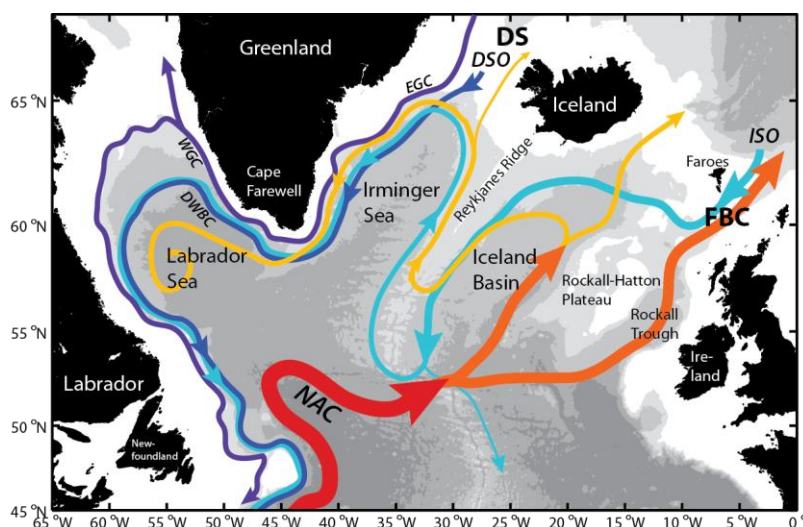 Greenland
DS
DSO
65 °N
EGC
Iceland
WGC
ISO
Cape
Farewell
Irminger
Sea
Reykjanes Ridge
Faroes
DWBC
60 °N
FBC
Labrador
Sea
Iceland
Basin
Rockall-Hatton
Plateau
55 °N
Rockall
Trough
Ire-
land
Labrador
NAC
50 °N
New-
foundland
45 °N
65 °W 60 °W 55 °W 50 °W 45 °W 40 °W 35 °W 30 °W 25 °W 20 °W 15 °W 10 °W 5 °W 0 °